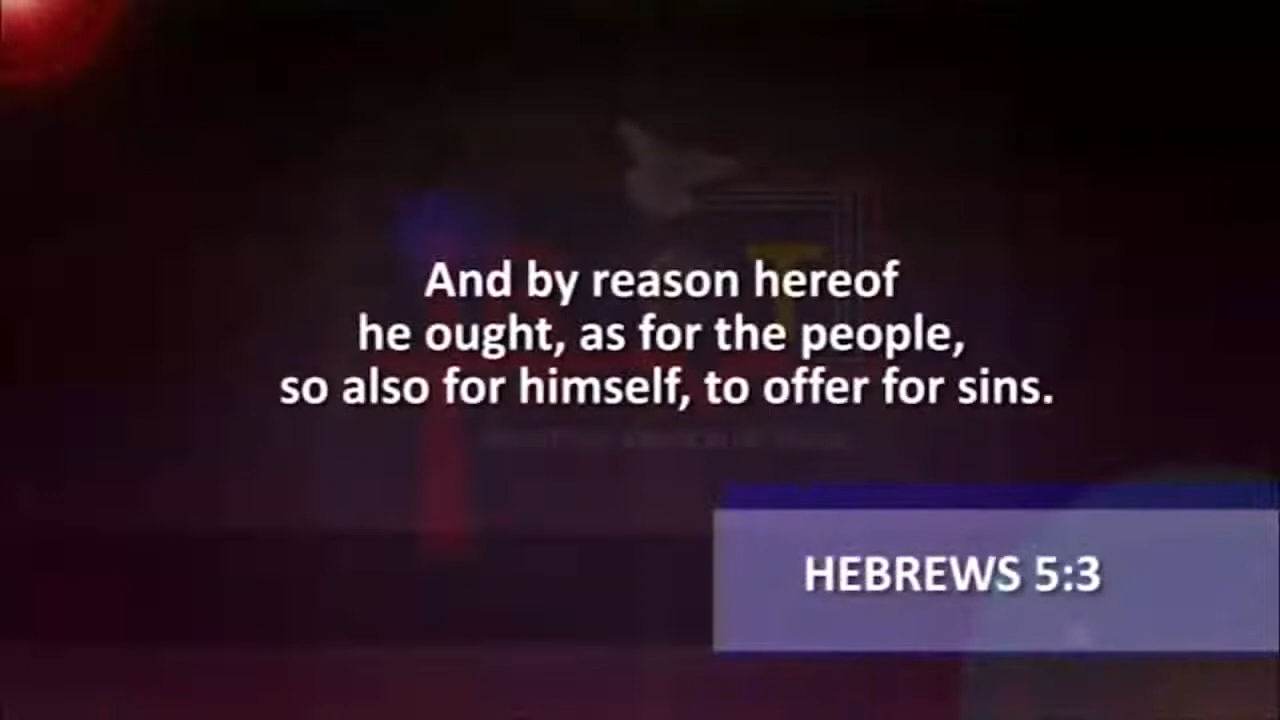 And by reason hereof
he ought, as for the people,
so also for himself, to offer for sins.
HEBREWS 5:3